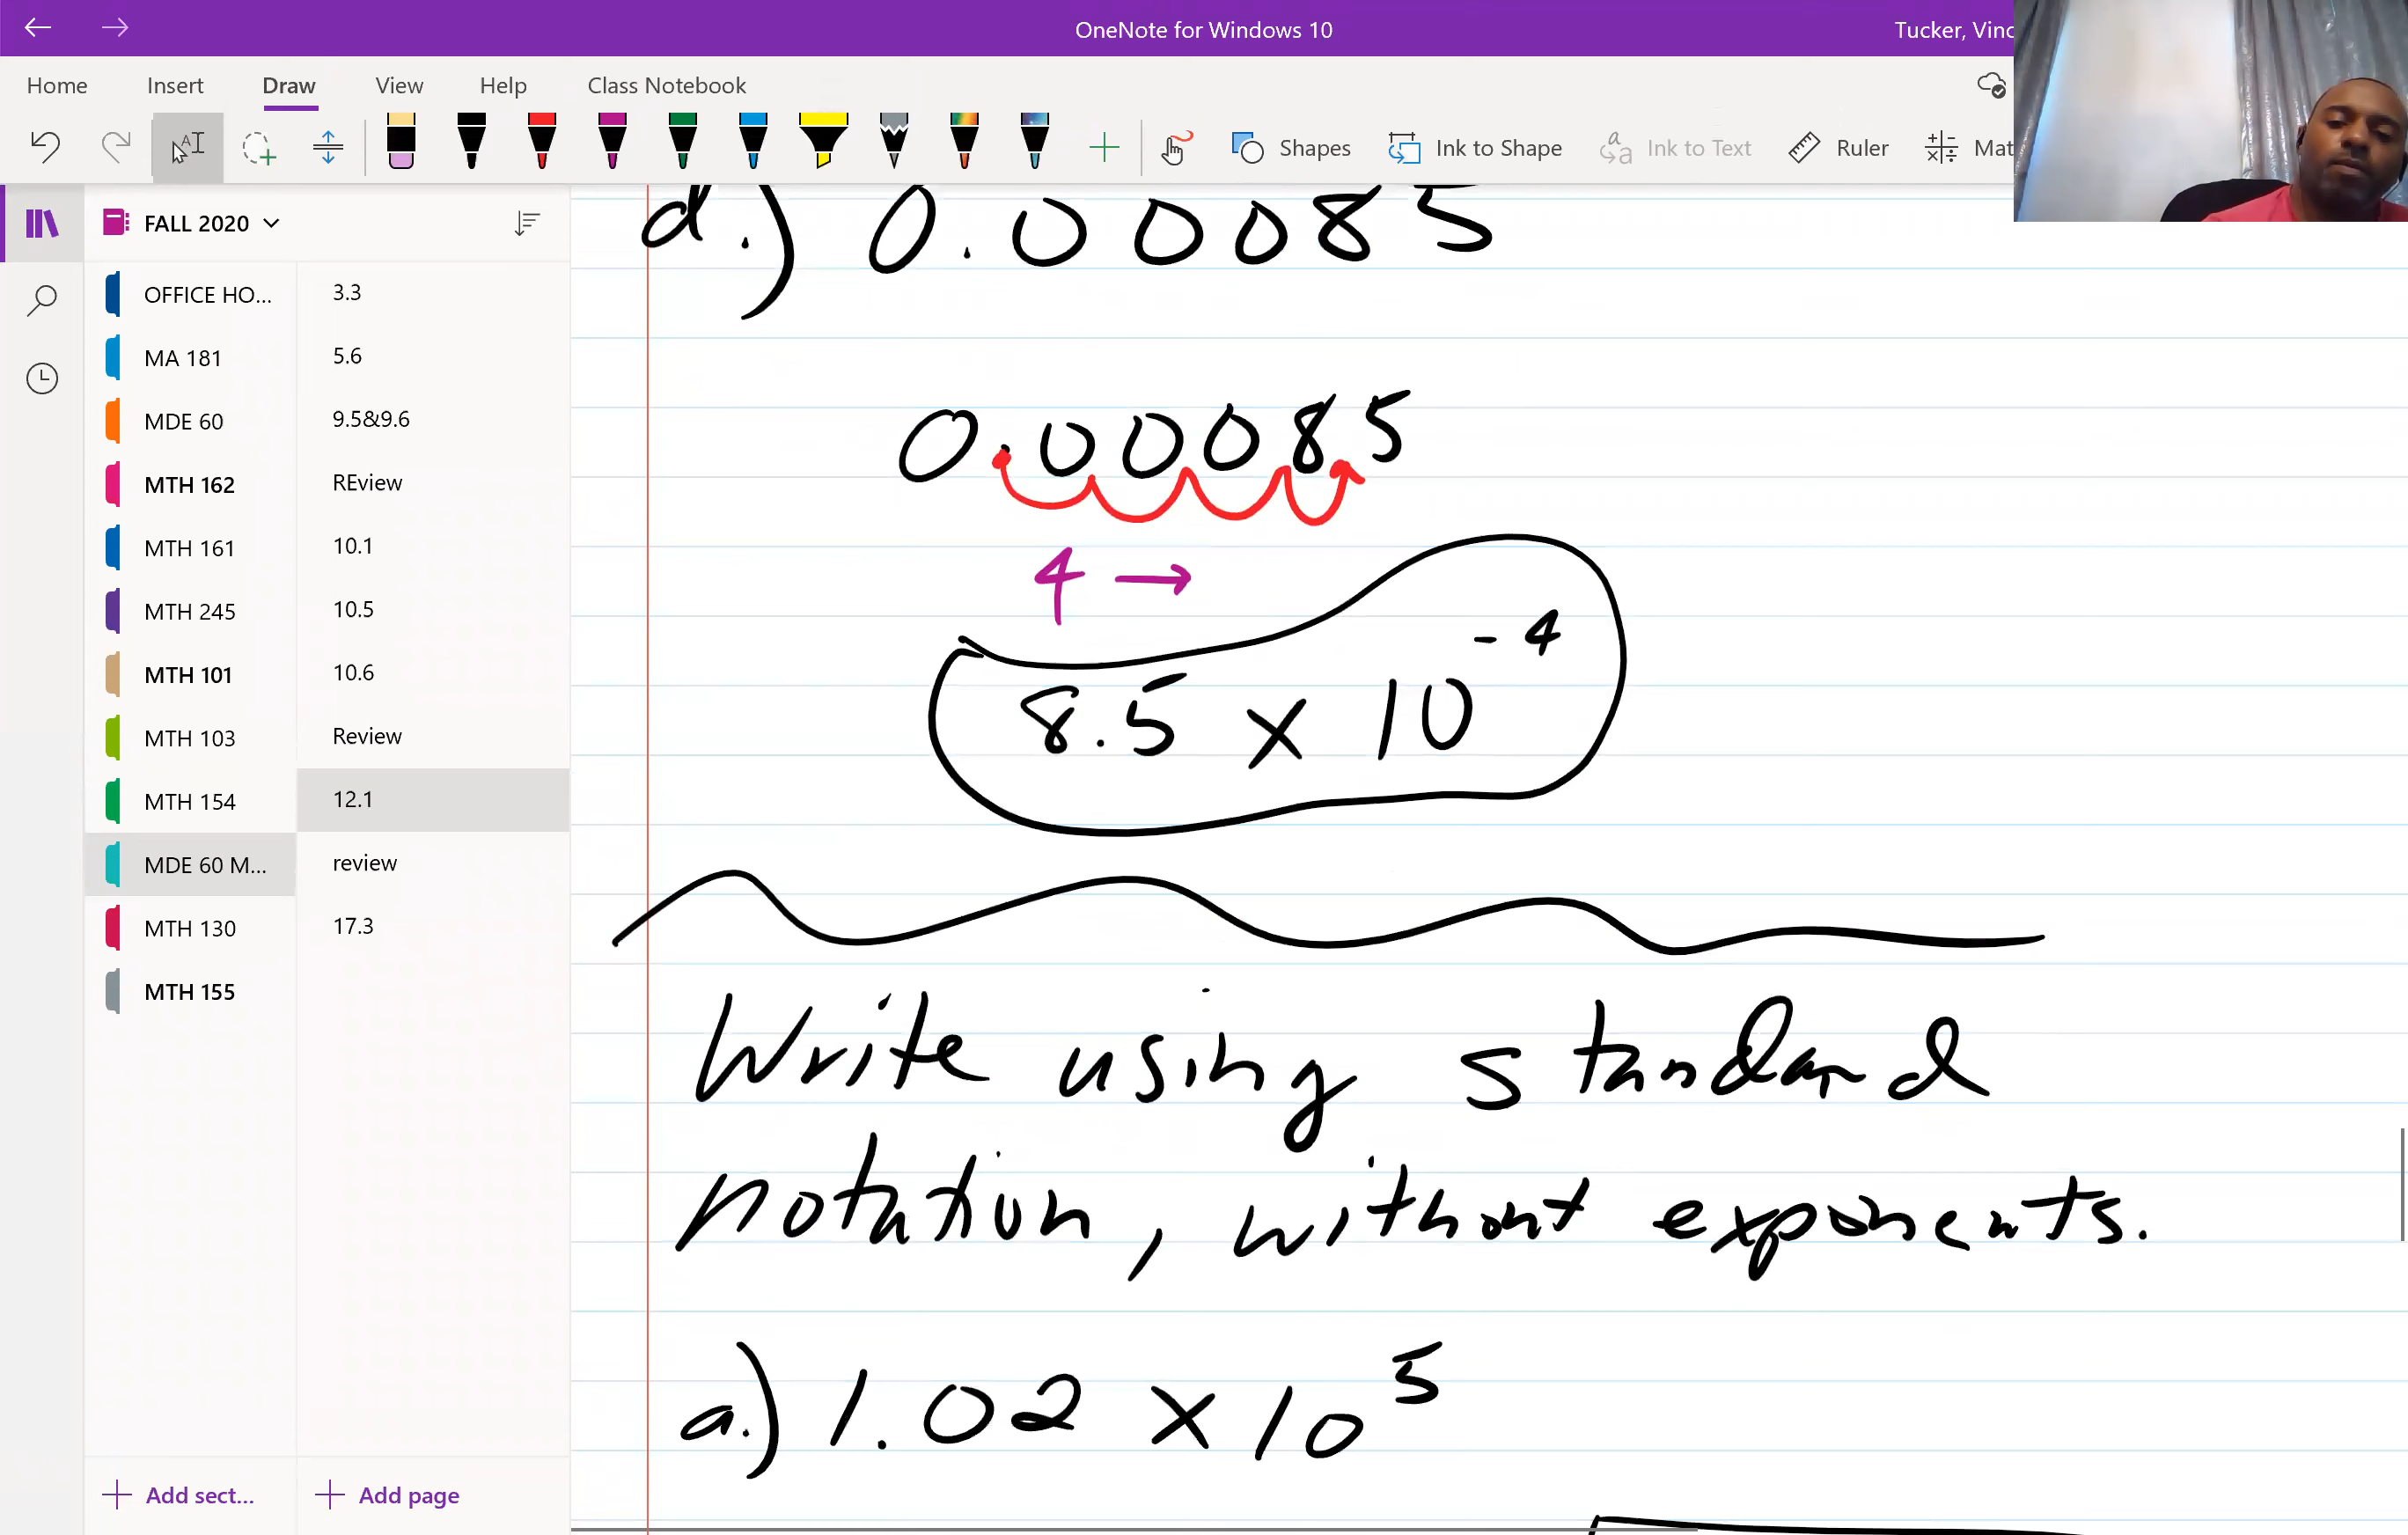 OneNote for Windows 10
Tucker, Vinc
Home Insert Draw View Help Class Notebook
Shapes Ink to Shape Ink to Text Ruler Mat
FALL 2020
OFFICE HO...
MA 181
MDE 60
MTH 162
MTH 161
MTH 245
MTH 101
MTH 103
MTH 154
MDE 60 M...
MTH 130
MTH 155
Add sect...
3.3
5.6
9.5&9.6
REview
10.1
10.5
10.6
Review
12.1
review
17.3
Add page
d.) 0.00085
0.00085
4 →
8.5 x 10⁻⁴
Write using standard
notation, without exponents.
a.) 1.02 x 10⁵